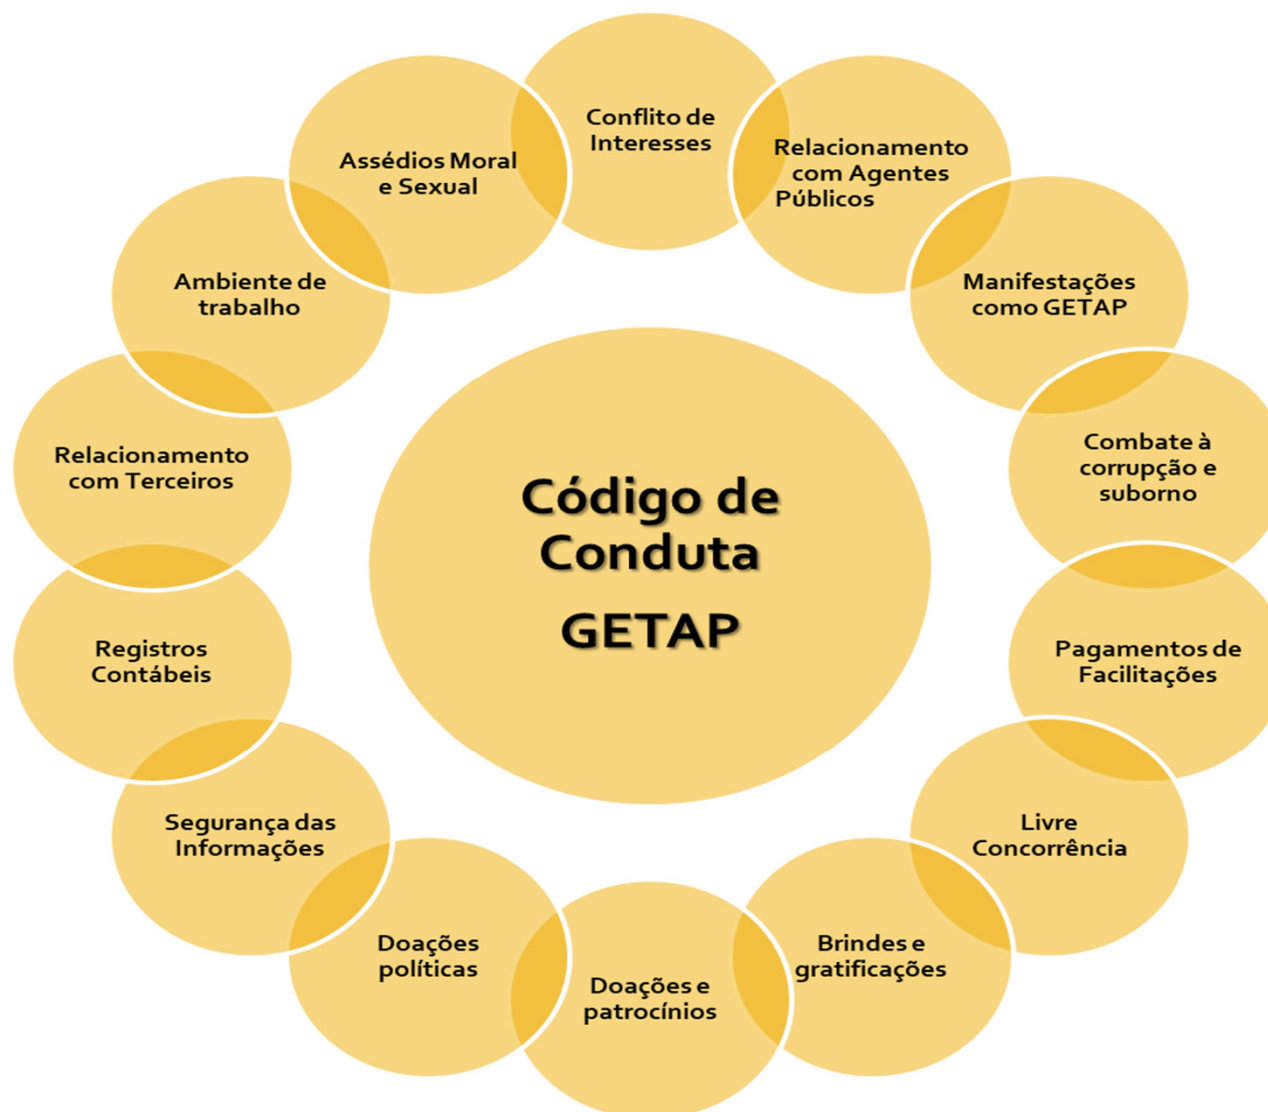 Conflito de
Interesses
Relacionamento
com Agentes
Públicos
Manifestações
como GETAP
Combate à
corrupção e
suborno
Pagamentos de
Facilitações
Livre
Concorrência
Brindes e
gratificações
Doações e
patrocínios
Doações
políticas
Segurança das
Informações
Registros
Contábeis
Relacionamento
com Terceiros
Ambiente de
trabalho
Assédios Moral
e Sexual
Código de
Conduta
GETAP